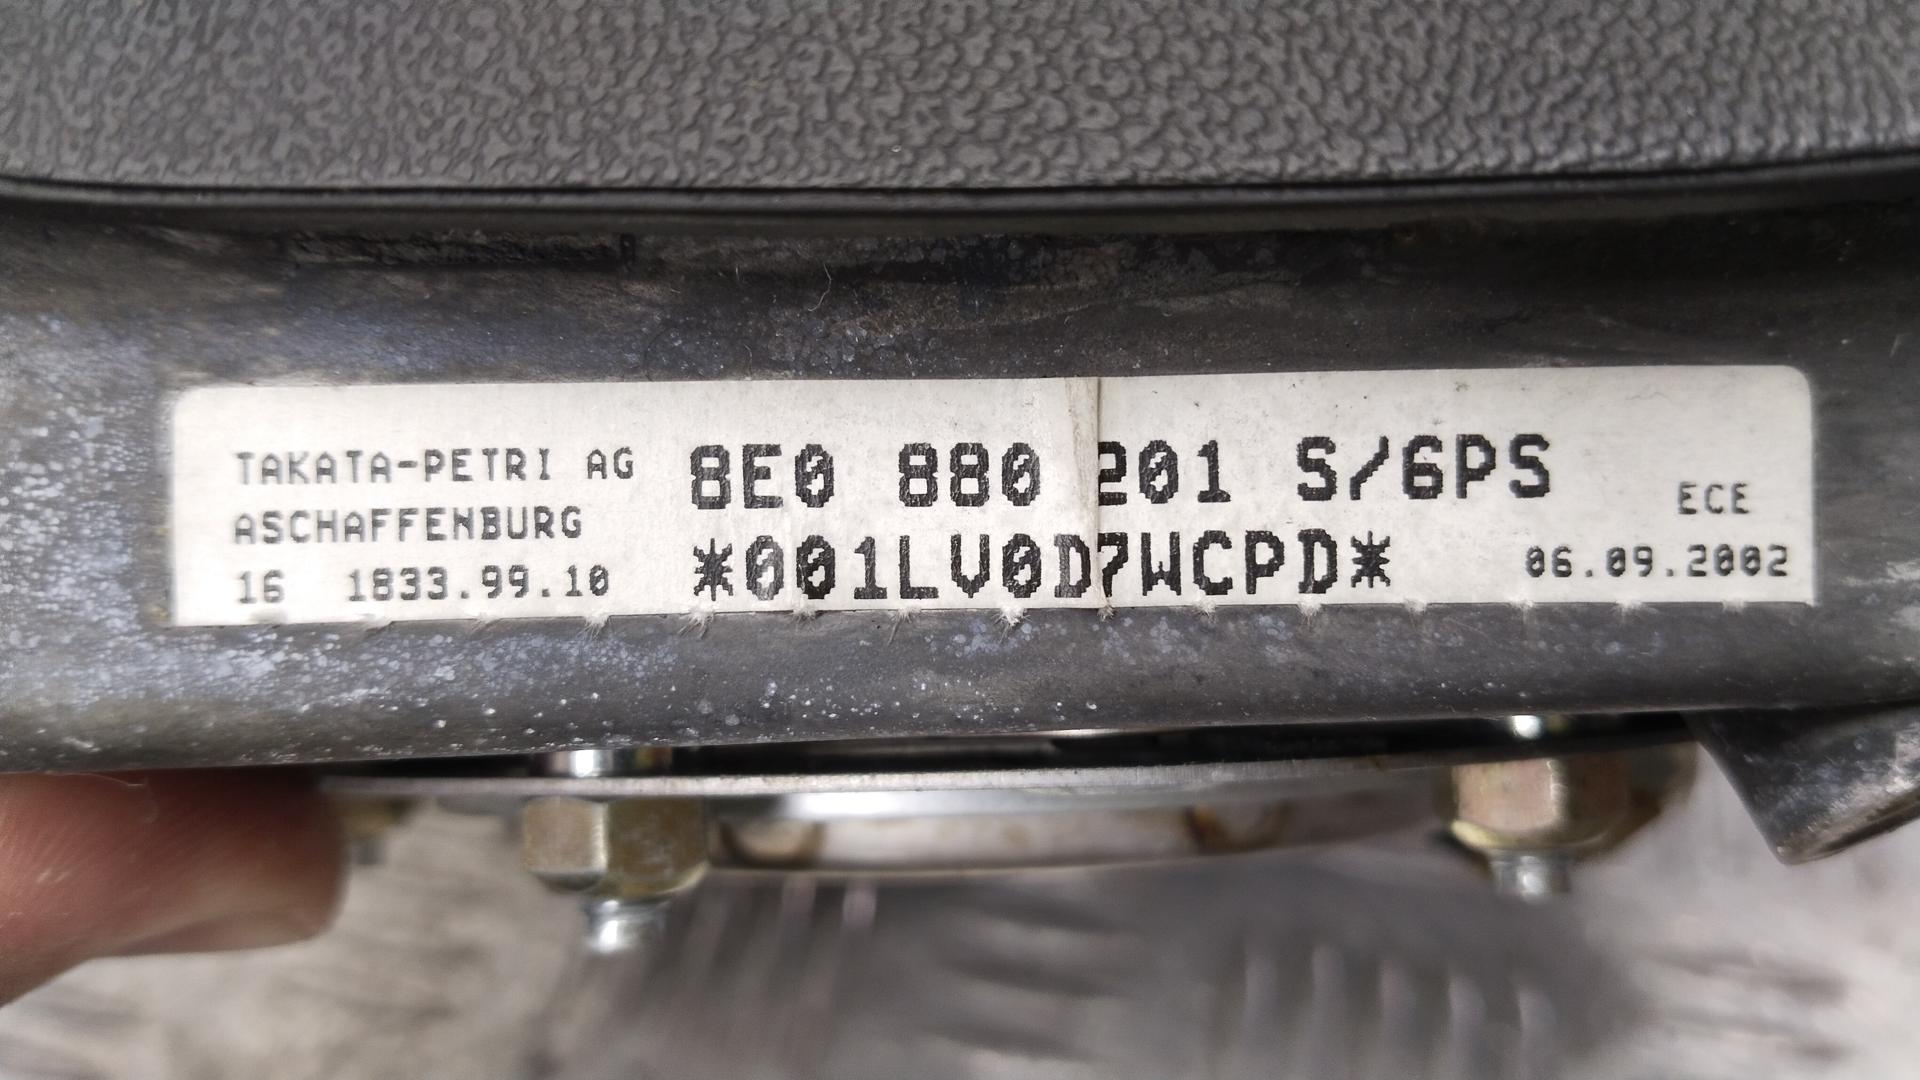 TAKATA-PETRI AG
ASCHAFFENBURG
16 1833.99.10
8E0 880 201 S/6PS
*001LV0D7WCPD*
ECE
06.09.2002